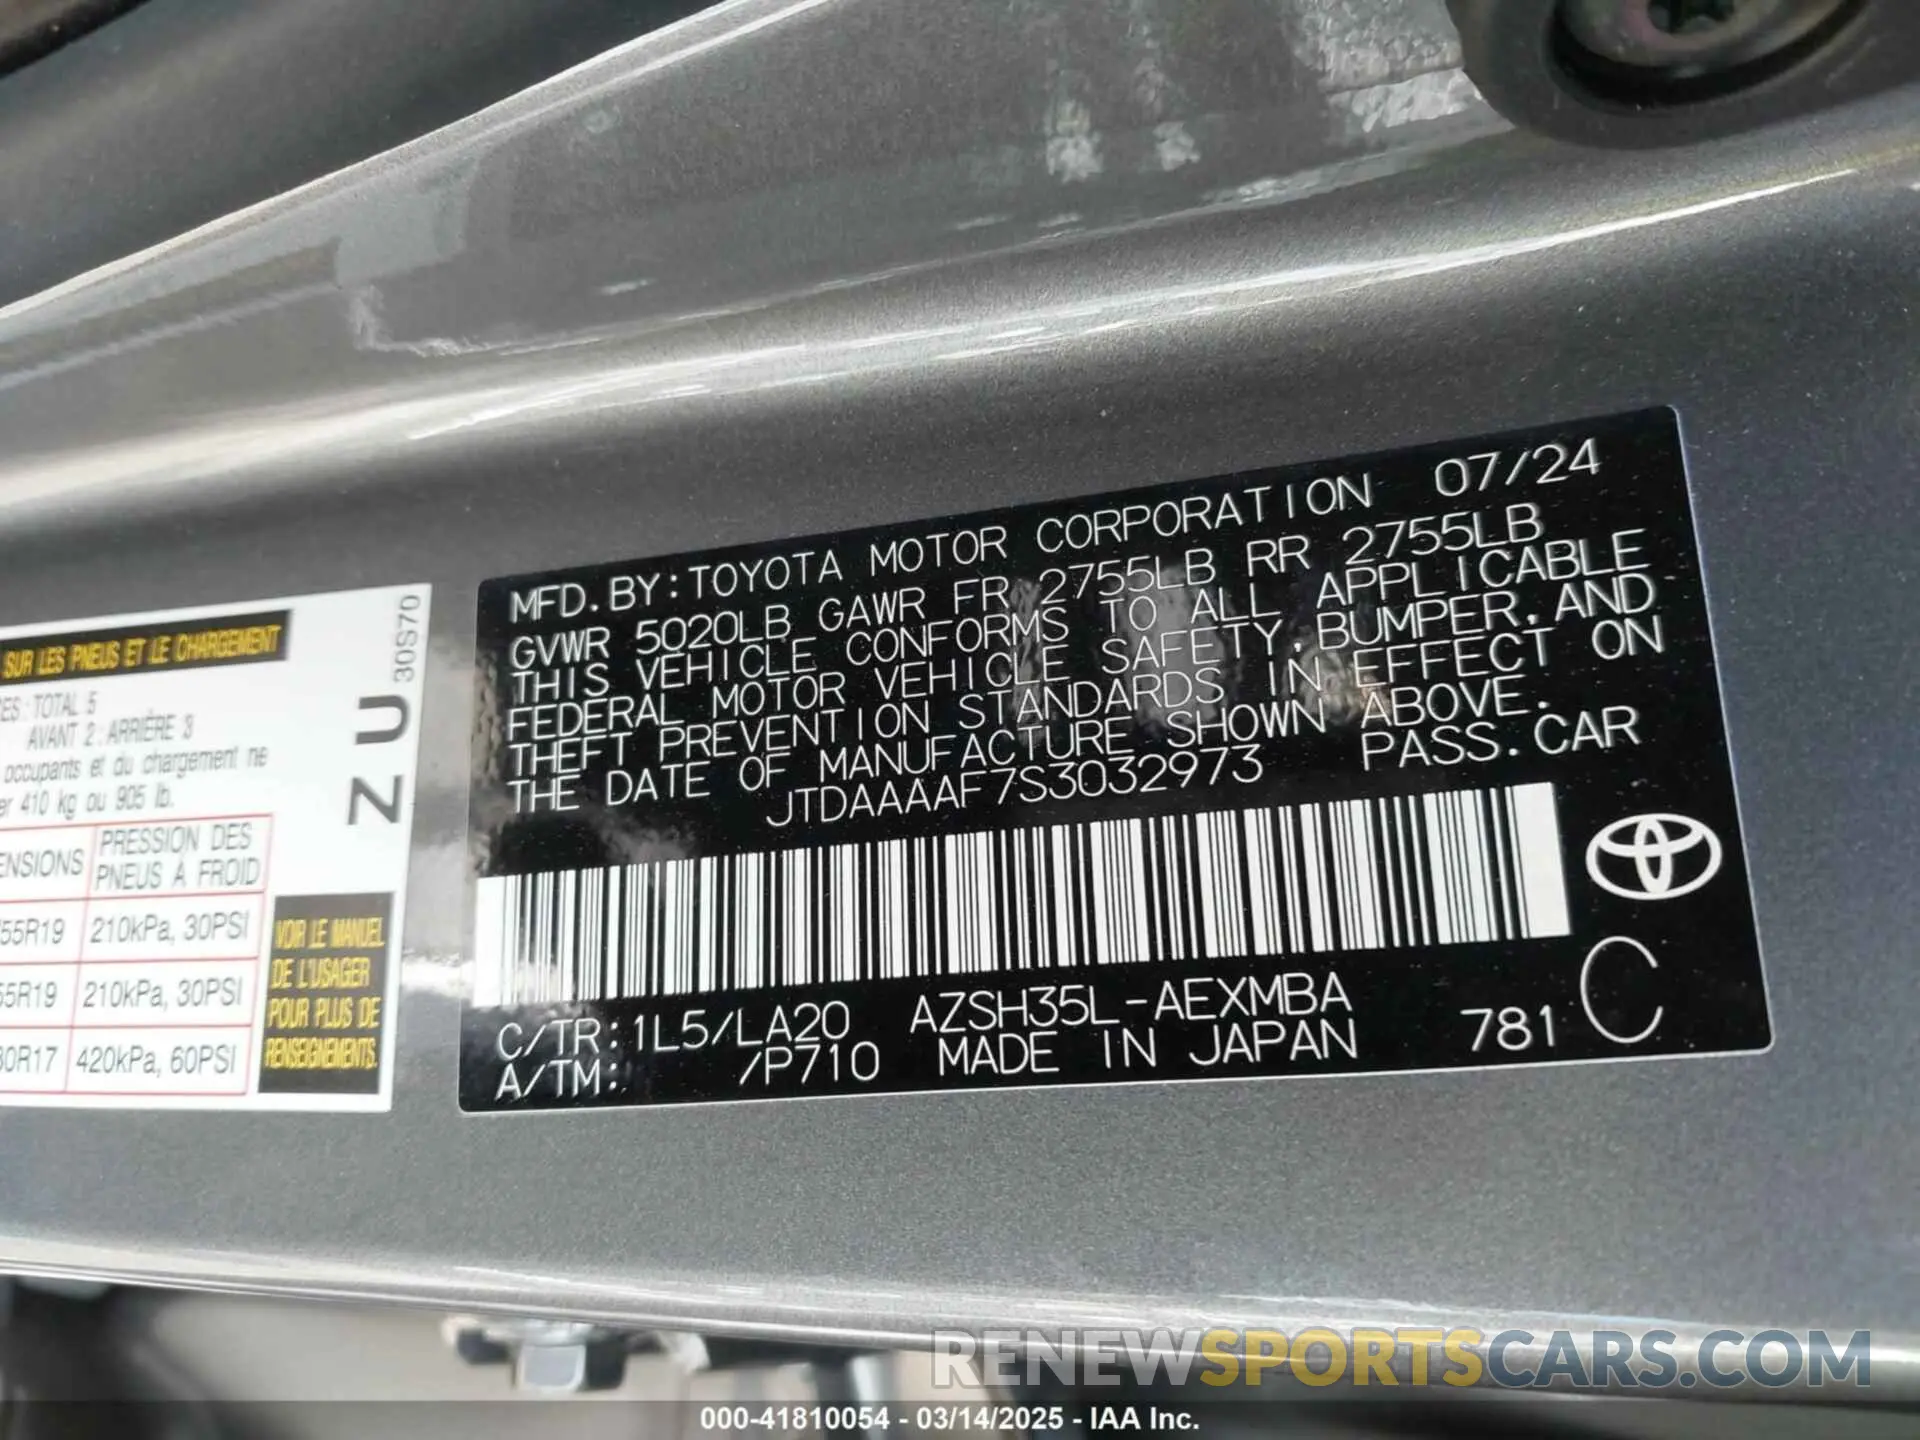 MFD. BY: TOYOTA MOTOR CORPORATION 07/24
GVWR 5020LB GAWR FR 2755LB RR 2755LB
THIS VEHICLE CONFORMS TO ALL APPLICABLE
FEDERAL MOTOR VEHICLE SAFETY, BUMPER, AND
THEFT PREVENTION STANDARDS IN EFFECT ON
THE DATE OF MANUFACTURE SHOWN ABOVE.
JTDAAAAF7S3032973 PASS. CAR
C/TR: 1L5/LA20 AZSH35L-AEXMBA
A/TM: /P710 MADE IN JAPAN 781 C
SUR LES PNEUS ET LE CHARGEMENT
: TOTAL 5
AVANT 2 : ARRIÈRE 3
occupants et du chargement ne
410 kg ou 905 lb.
PRESSION DES
PNEUS À FROID
55R19 210kPa, 30PSI
55R19 210kPa, 30PSI
80R17 420kPa, 60PSI
VOIR LE MANUEL
DE L'USAGER
POUR PLUS DE
RENSEIGNEMENTS.
Z U 30S70
RENEWSPORTSCARS.COM
000-41810054 - 03/14/2025 - IAA Inc.